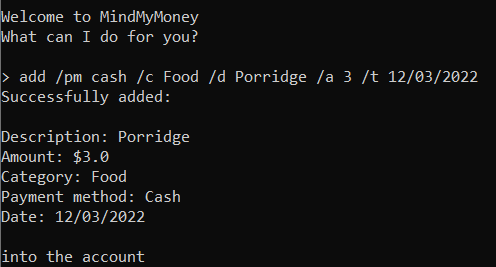 Welcome to MindMyMoney
What can I do for you?
> add /pm cash /c Food /d Porridge /a 3 /t 12/03/2022
Successfully added:
Description: Porridge
Amount: $3.0
Category: Food
Payment method: Cash
Date: 12/03/2022
into the account